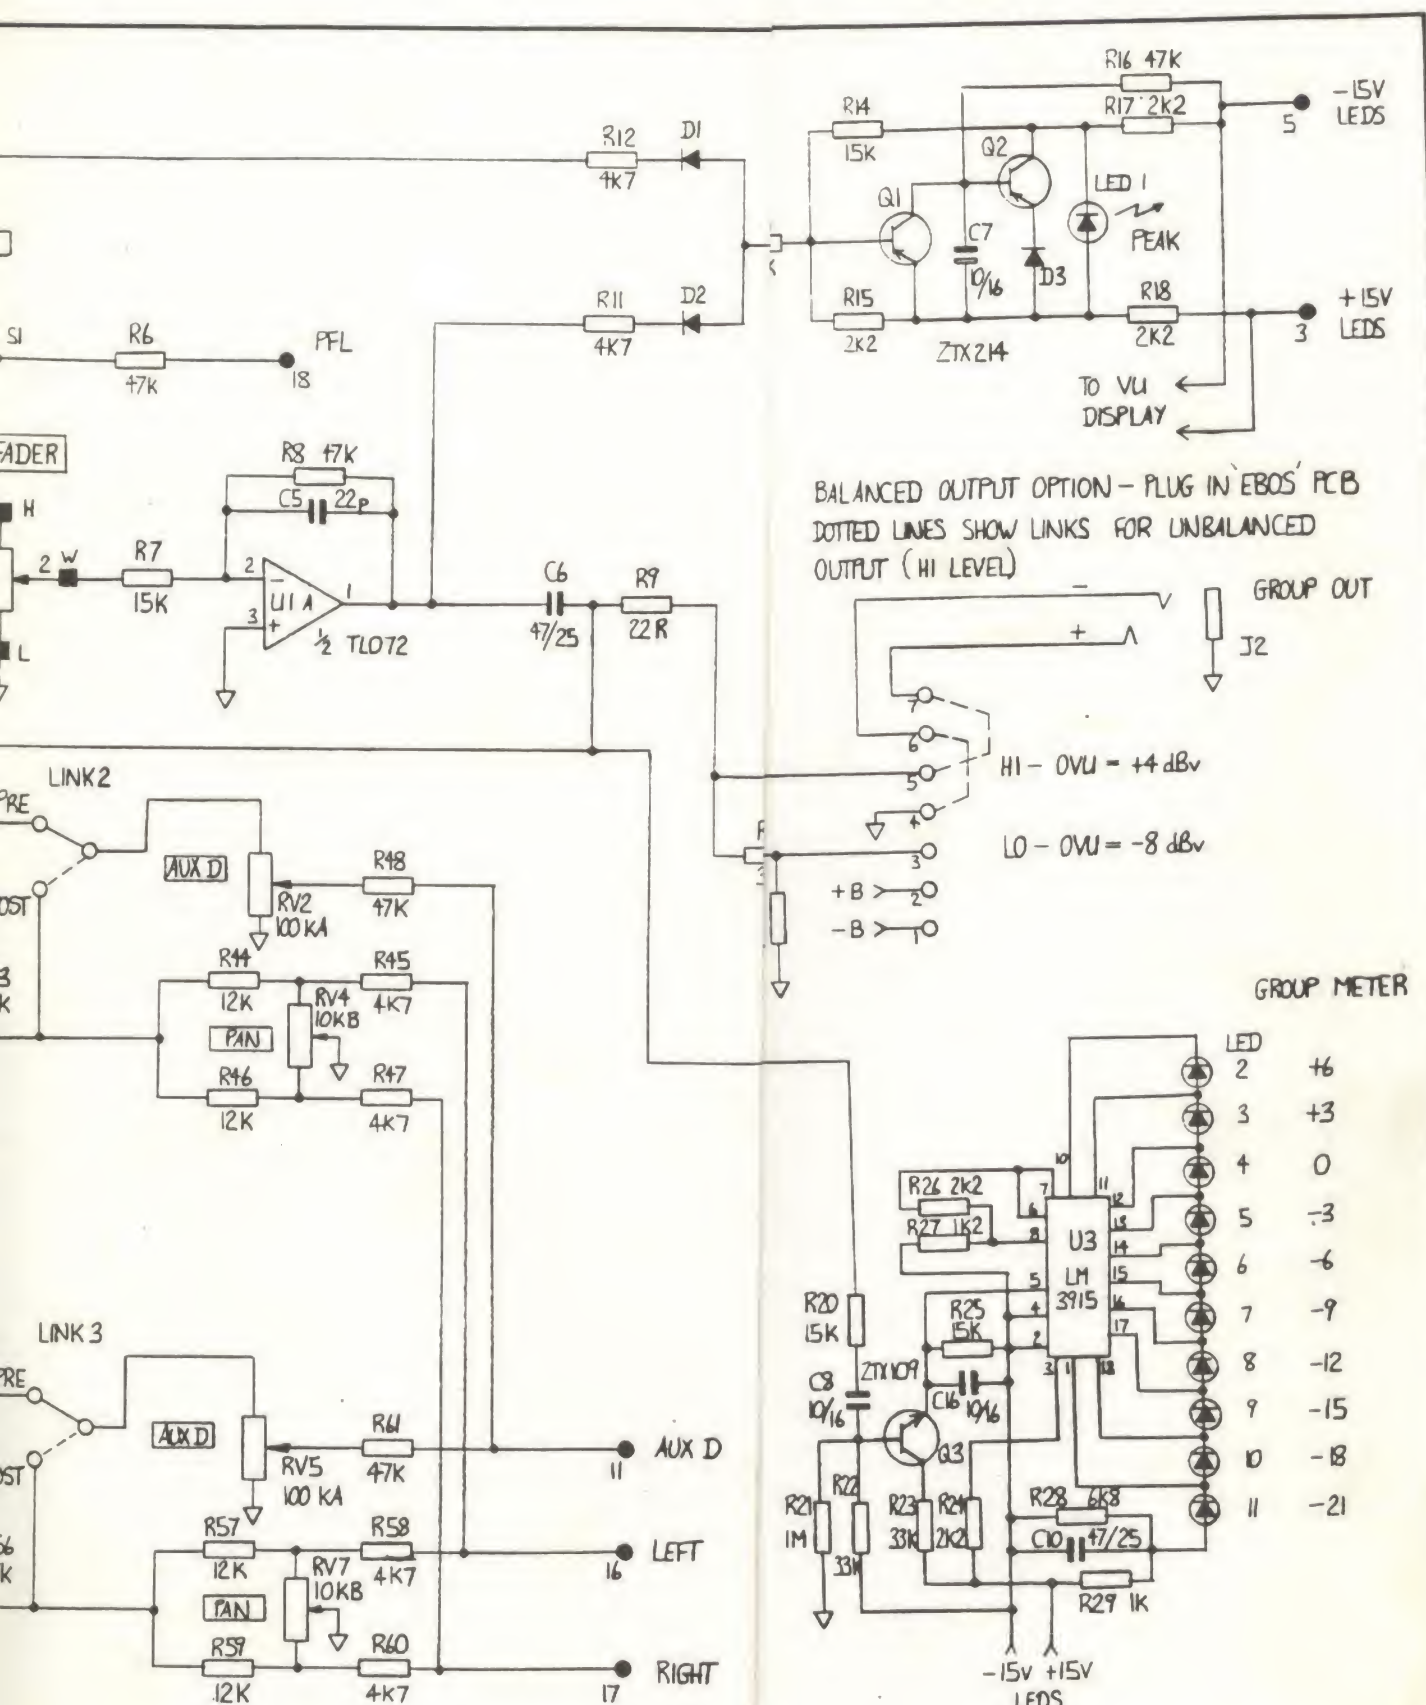 R16 47K
-15V
LEDS
5
R17 2K2
R14
15K
R12
4K7
D1
Q2
Q1
LED 1
PEAK
C7
10/16
D3
R11
4K7
D2
R15
2K2
ZTX214
R18
2K2
+15V
LEDS
3
S1
R6
47K
PFL
18
TO VU
DISPLAY
R8 47K
C5 22p
H
2 W
R7
15K
2
3
-
+
U1A
1
½ TL072
L
C6
47/25
R9
22R
BALANCED OUTPUT OPTION - PLUG IN 'EBOS' PCB
DOTTED LINES SHOW LINKS FOR UNBALANCED
OUTPUT (HI LEVEL)
GROUP OUT
-
+
J2
7
6
5
4
3
2
1
HI - OVU = +4 dBv
LO - OVU = -8 dBv
+B
-B
LINK2
PRE
AUX D
RV2
100KA
R48
47K
R44
12K
RV4
10KB
R45
4K7
PAN
R46
12K
R47
4K7
GROUP METER
LED
2 +6
3 +3
4 0
5 -3
6 -6
7 -9
8 -12
9 -15
10 -18
11 -21
R26 2K2
R27 1K2
7
10
11
6
8
5
4
2
3
1
18
12
13
14
15
16
17
U3
LM
3915
R20
15K
R25
15K
C8
10/16
ZTX109
C16 10/16
Q3
R21
1M
R22
33K
R23
33K
R24
2K2
R28 6K8
C10 47/25
R29 1K
-15v +15V
LEDS
LINK3
PRE
AUX D
RV5
100 KA
R61
47K
AUX D
11
R57
12K
RV7
10KB
R58
4K7
LEFT
16
PAN
R59
12K
R60
4K7
RIGHT
17